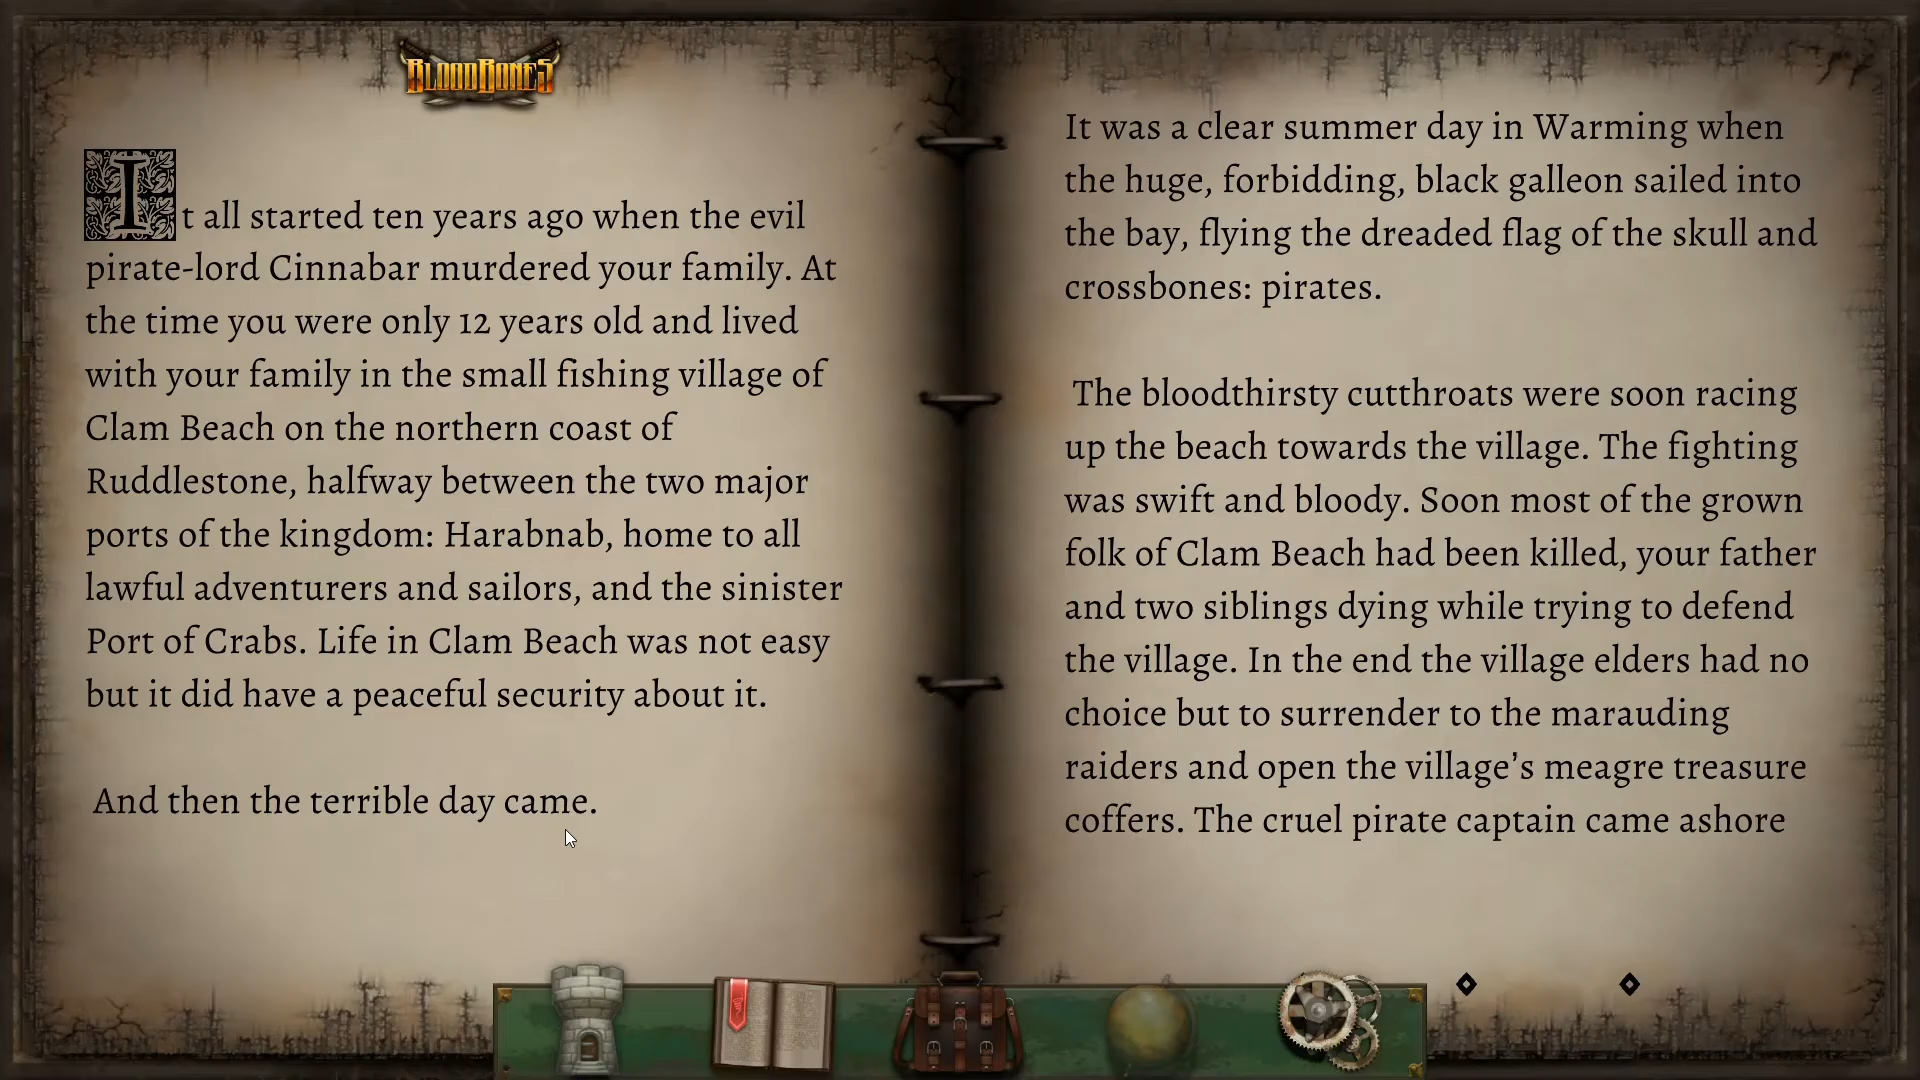 BLOODBONES
It all started ten years ago when the evil
pirate-lord Cinnabar murdered your family. At
the time you were only 12 years old and lived
with your family in the small fishing village of
Clam Beach on the northern coast of
Ruddlestone, halfway between the two major
ports of the kingdom: Harabnab, home to all
lawful adventurers and sailors, and the sinister
Port of Crabs. Life in Clam Beach was not easy
but it did have a peaceful security about it.
And then the terrible day came.
It was a clear summer day in Warming when
the huge, forbidding, black galleon sailed into
the bay, flying the dreaded flag of the skull and
crossbones: pirates.
The bloodthirsty cutthroats were soon racing
up the beach towards the village. The fighting
was swift and bloody. Soon most of the grown
folk of Clam Beach had been killed, your father
and two siblings dying while trying to defend
the village. In the end the village elders had no
choice but to surrender to the marauding
raiders and open the village’s meagre treasure
coffers. The cruel pirate captain came ashore